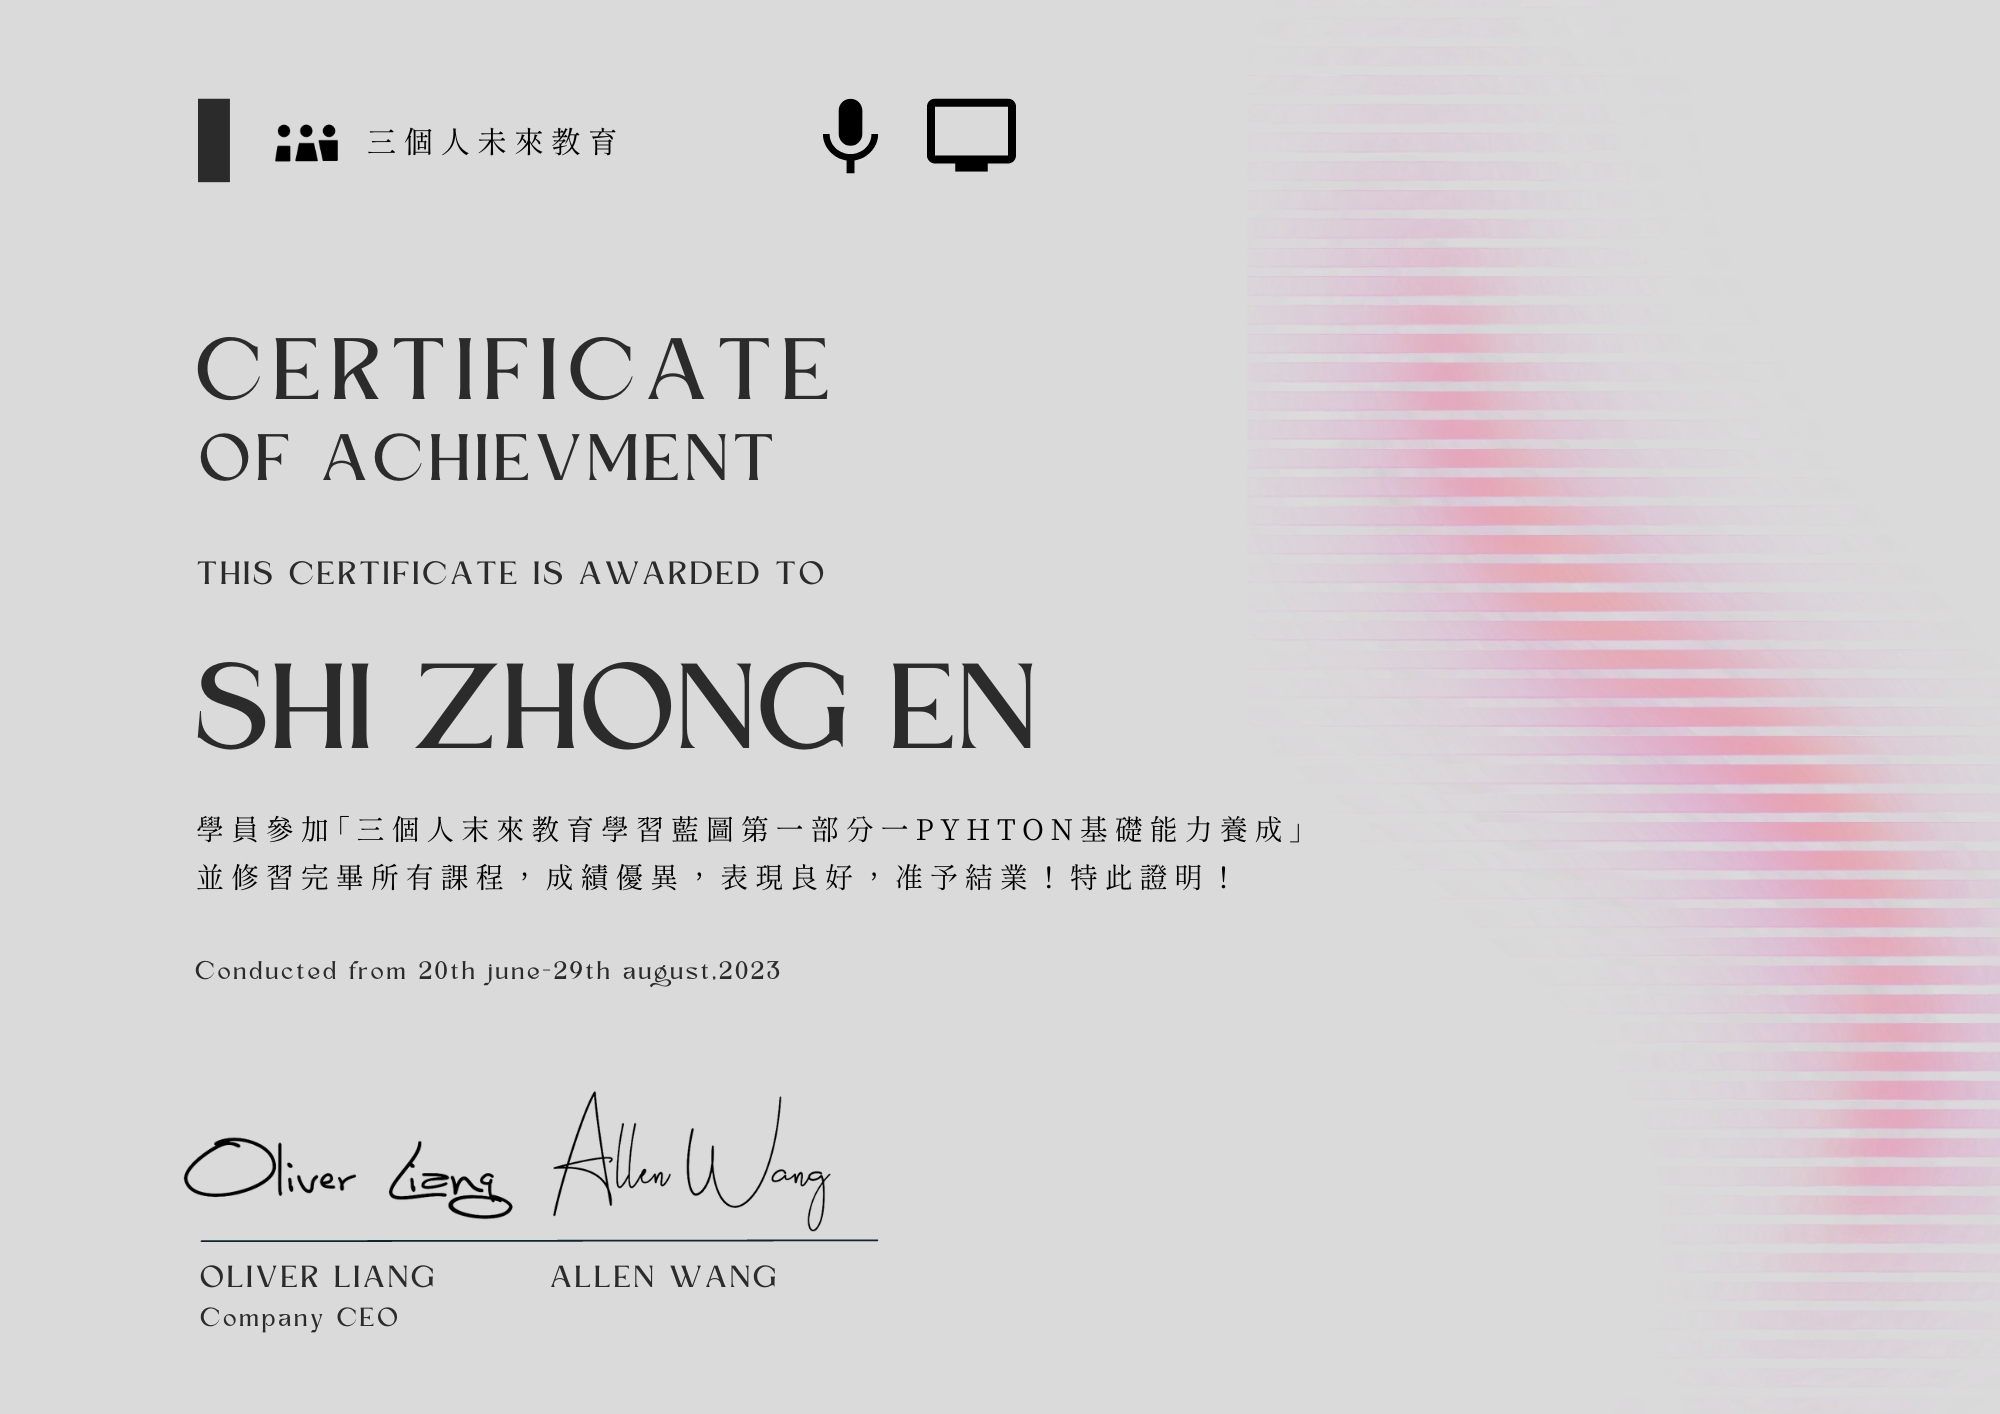 三個人未來教育
CERTIFICATE
OF ACHIEVMENT
THIS CERTIFICATE IS AWARDED TO
SHI ZHONG EN
學員參加「三個人末來教育學習藍圖第一部分一PYHTON基礎能力養成」
並修習完畢所有課程，成績優異，表現良好，准予結業！特此證明！
Conducted from 20th june-29th august.2023
Oliver Liang Allen Wang
OLIVER LIANG ALLEN WANG
Company CEO